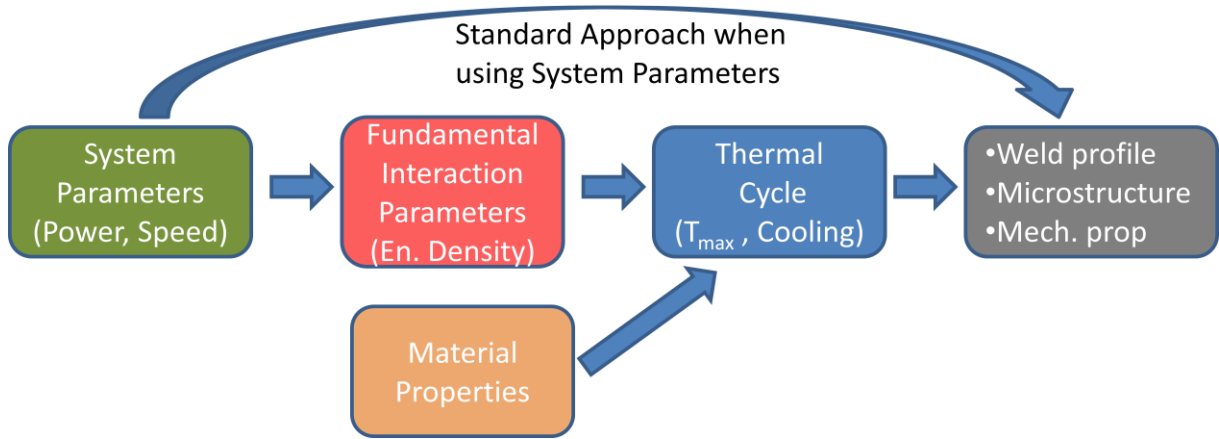 Standard Approach when
using System Parameters
System
Parameters
(Power, Speed)
Fundamental
Interaction
Parameters
(En. Density)
Thermal
Cycle
(Tmax , Cooling)
•Weld profile
•Microstructure
•Mech. prop
Material
Properties